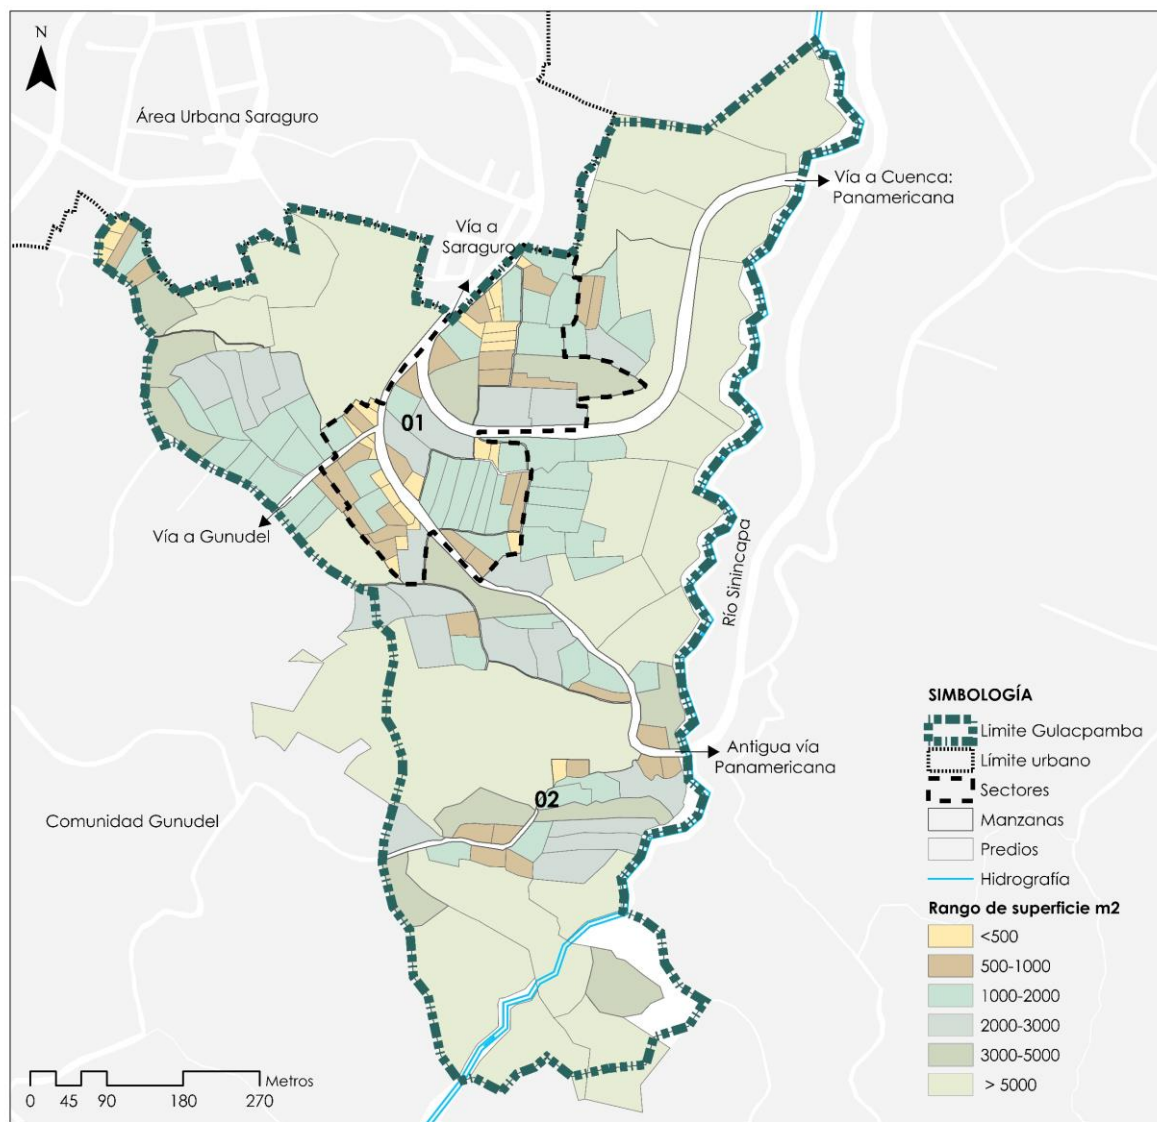 N
Área Urbana Saraguro
Vía a
Saraguro
Vía a Cuenca:
Panamericana
01
Vía a Gunudel
Río Sinincapa
Antigua vía
Panamericana
02
Comunidad Gunudel
SIMBOLOGÍA
Limite Gulacpamba
Límite urbano
Sectores
Manzanas
Predios
Hidrografía
Rango de superficie m2
<500
500-1000
1000-2000
2000-3000
3000-5000
> 5000
Metros
0 45 90 180 270